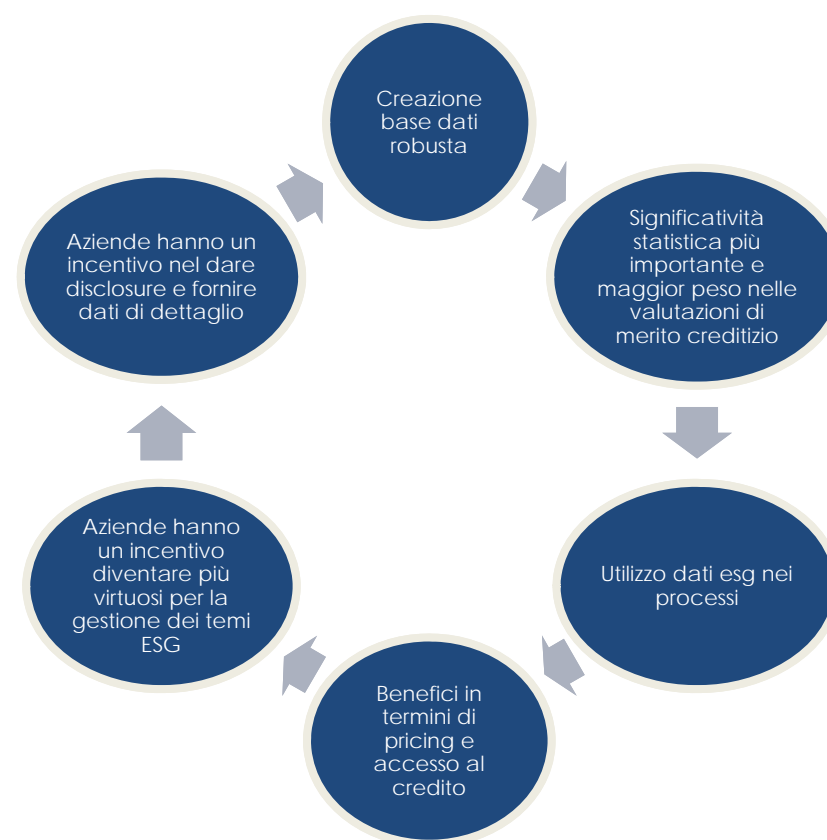 Creazione
base dati
robusta
Significatività
statistica più
importante e
maggior peso nelle
valutazioni di
merito creditizio
Utilizzo dati esg nei
processi
Benefici in
termini di
pricing e
accesso al
credito
Aziende hanno
un incentivo
diventare più
virtuosi per la
gestione dei temi
ESG
Aziende hanno un
incentivo nel dare
disclosure e fornire
dati di dettaglio